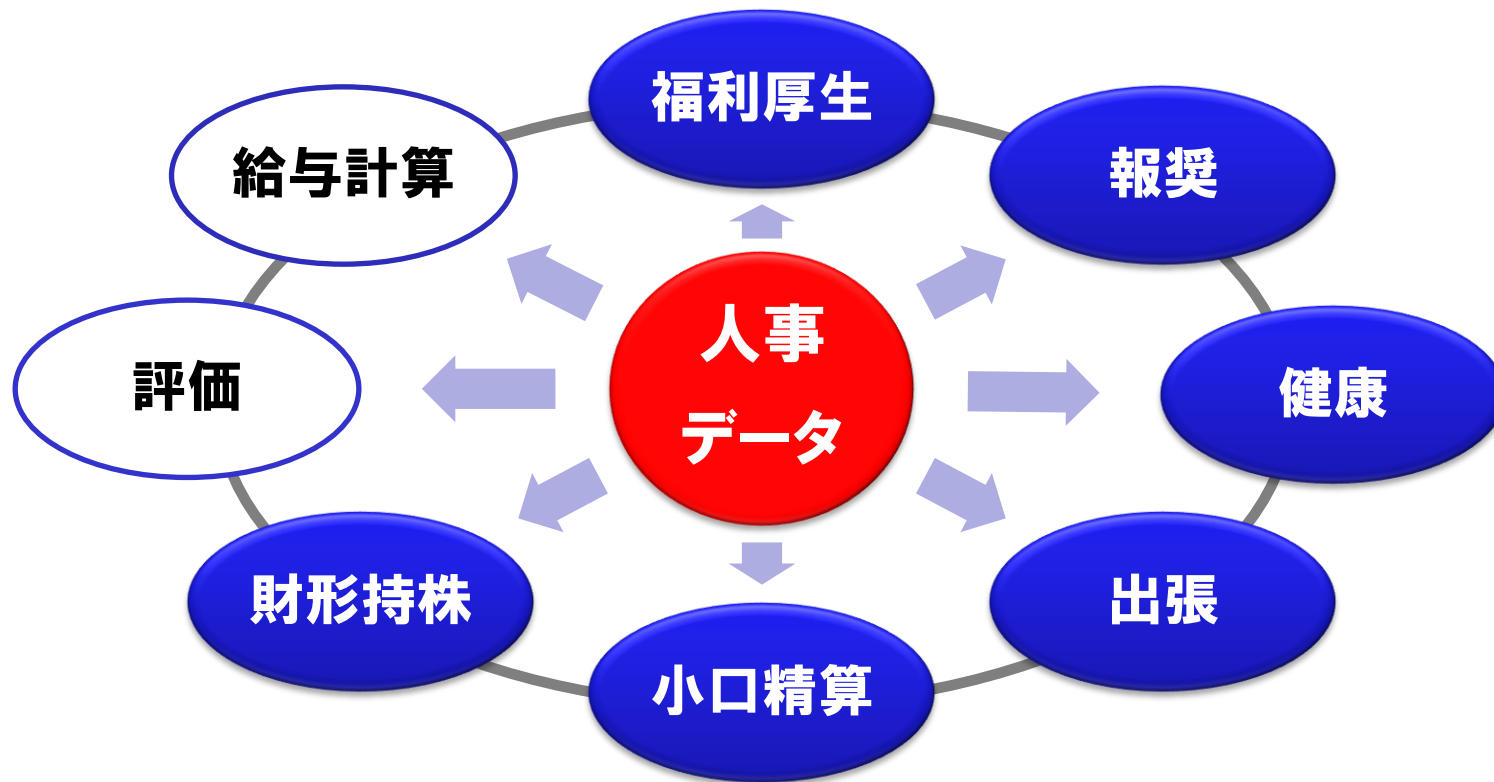 福利厚生
給与計算
報奨
人事
データ
評価
健康
財形持株
出張
小口精算